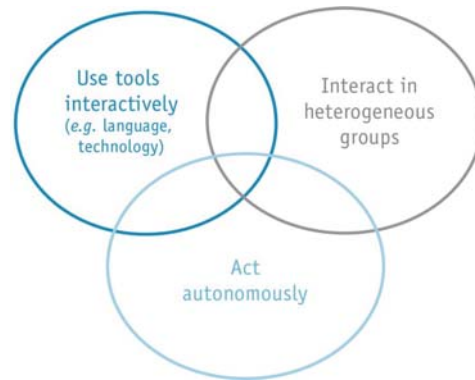 Use tools
interactively
(e.g. language,
technology)
Interact in
heterogeneous
groups
Act
autonomously